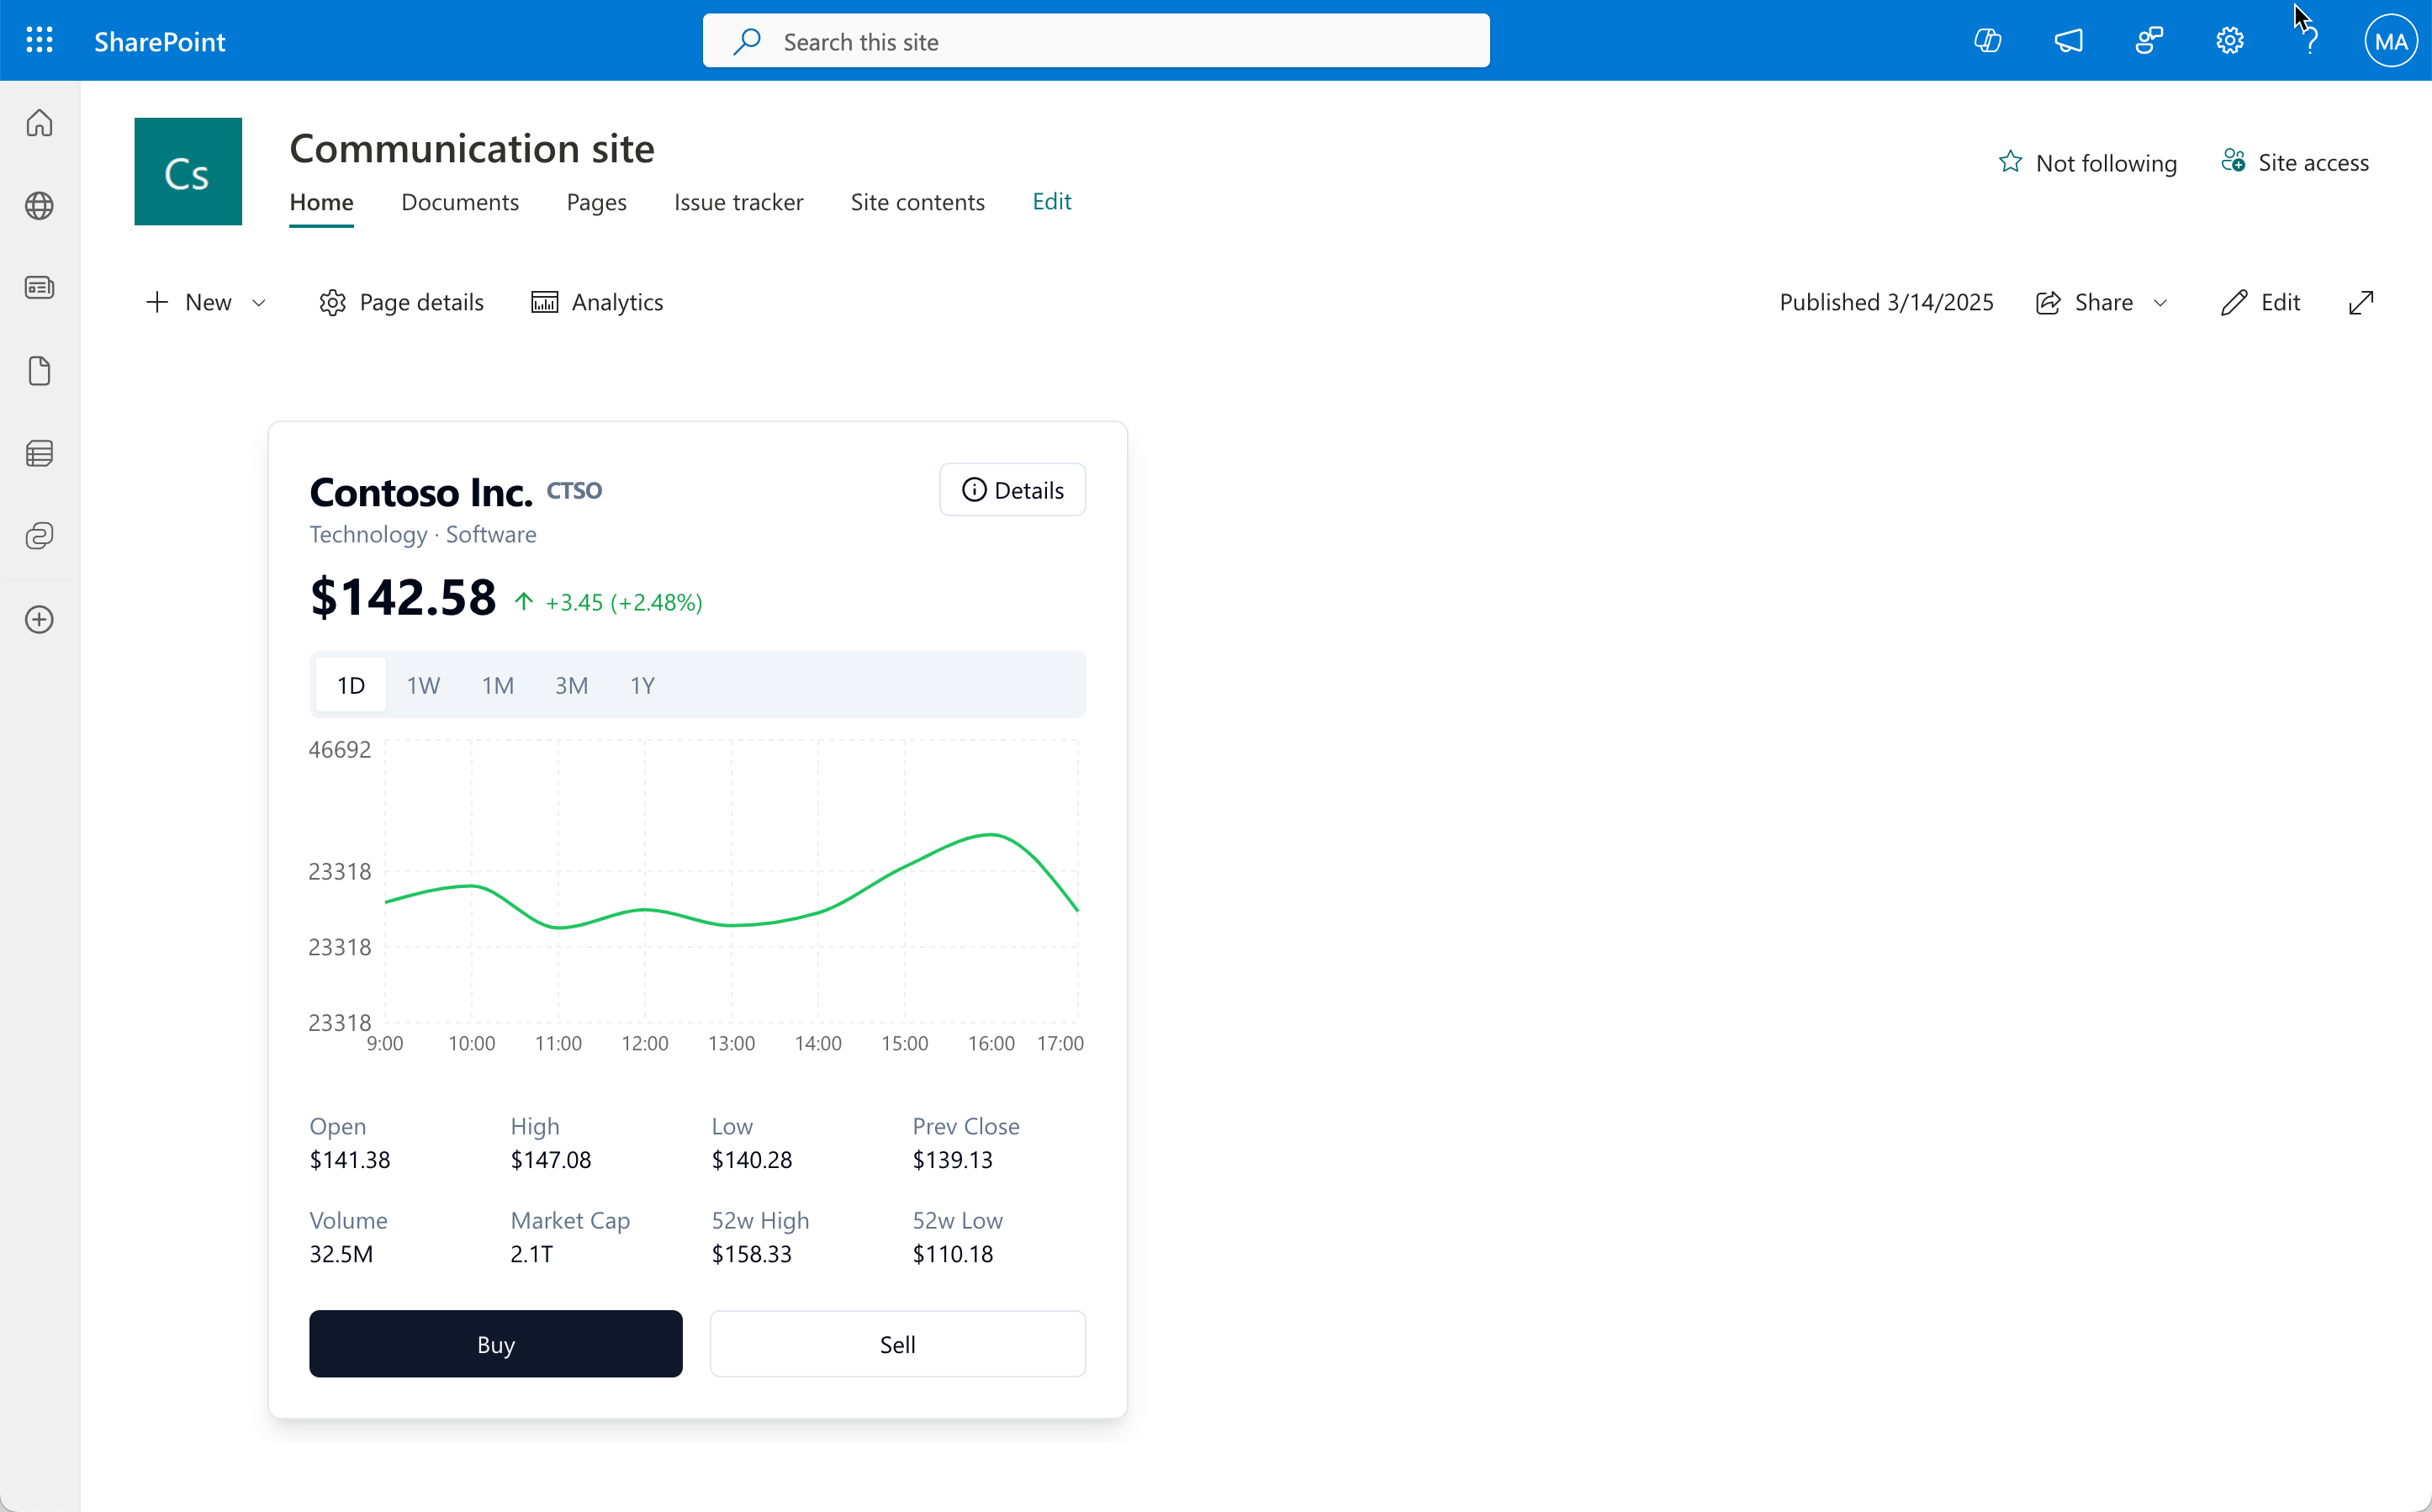 SharePoint
Search this site
MA
Cs
Communication site
Home Documents Pages Issue tracker Site contents Edit
Not following Site access
New Page details Analytics
Published 3/14/2025 Share Edit
Contoso Inc. CTSO
Details
Technology · Software
$142.58 +3.45 (+2.48%)
1D 1W 1M 3M 1Y
46692
23318
23318
23318
9:00 10:00 11:00 12:00 13:00 14:00 15:00 16:00 17:00
Open High Low Prev Close
$141.38 $147.08 $140.28 $139.13
Volume Market Cap 52w High 52w Low
32.5M 2.1T $158.33 $110.18
Buy Sell